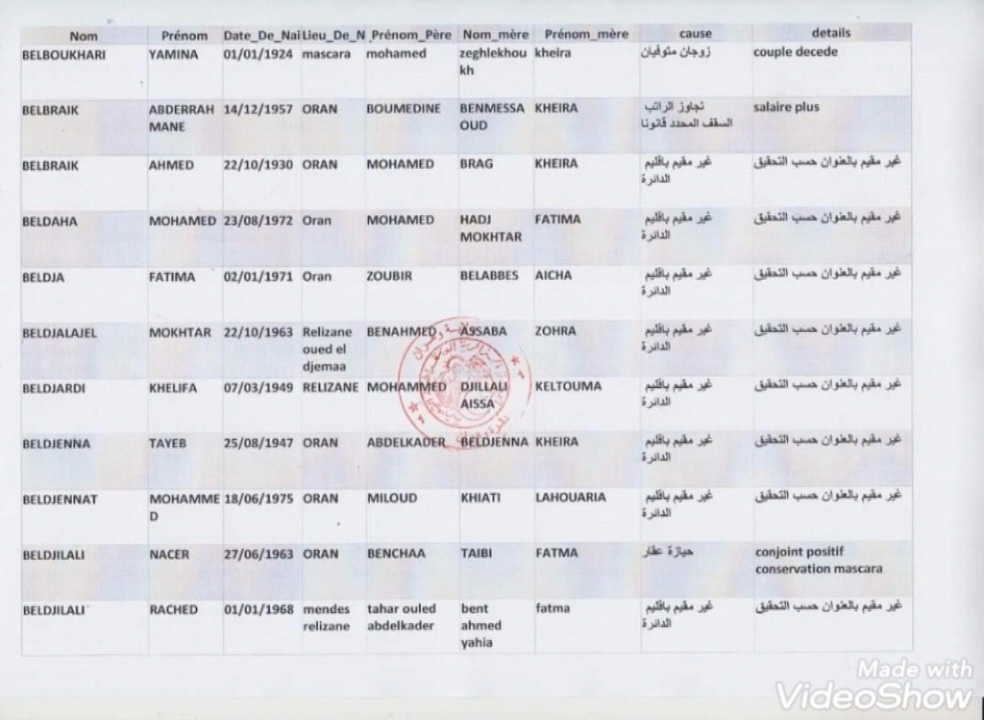 Nom Prénom Date_De_Nai Lieu_De_N Prénom_Père Nom_mère Prénom_mère cause details
BELBOUKHARI YAMINA 01/01/1924 mascara mohamed zeghlekhou kheira زوجان متوفيان couple decede
kh
BELBRAIK ABDERRAH 14/12/1957 ORAN BOUMEDINE BENMESSA KHEIRA تجاوز الراتب salaire plus
MANE OUD السقف المحدد قانونا
BELBRAIK AHMED 22/10/1930 ORAN MOHAMED BRAG KHEIRA غير مقيم باقليم غير مقيم بالعنوان حسب التحقيق
الدائرة
BELDAHA MOHAMED 23/08/1972 Oran MOHAMED HADJ FATIMA غير مقيم باقليم غير مقيم بالعنوان حسب التحقيق
MOKHTAR الدائرة
BELDJA FATIMA 02/01/1971 Oran ZOUBIR BELABBES AICHA غير مقيم باقليم غير مقيم بالعنوان حسب التحقيق
الدائرة
BELDJALAJEL MOKHTAR 22/10/1963 Relizane BENAHMED ASSABA ZOHRA غير مقيم باقليم غير مقيم بالعنوان حسب التحقيق
oued el الدائرة
djemaa
BELDJARDI KHELIFA 07/03/1949 RELIZANE MOHAMMED DJILLALI KELTOUMA غير مقيم باقليم غير مقيم بالعنوان حسب التحقيق
AISSA الدائرة
BELDJENNA TAYEB 25/08/1947 ORAN ABDELKADER BELDJENNA KHEIRA غير مقيم باقليم غير مقيم بالعنوان حسب التحقيق
الدائرة
BELDJENNAT MOHAMME 18/06/1975 ORAN MILOUD KHIATI LAHOUARIA غير مقيم باقليم غير مقيم بالعنوان حسب التحقيق
D الدائرة
BELDJILALI NACER 27/06/1963 ORAN BENCHAA TAIBI FATMA حيازة عقار conjoint positif
conservation mascara
BELDJILALI RACHED 01/01/1968 mendes tahar ouled bent fatma غير مقيم باقليم غير مقيم بالعنوان حسب التحقيق
relizane abdelkader ahmed الدائرة
yahia
Made with
VideoShow